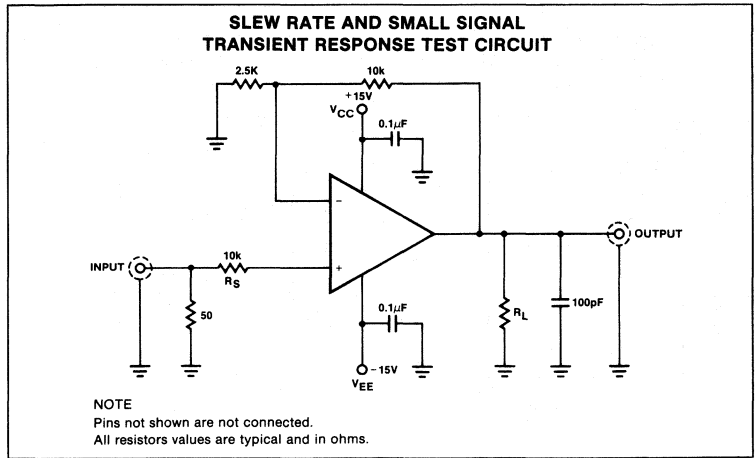 SLEW RATE AND SMALL SIGNAL
TRANSIENT RESPONSE TEST CIRCUIT
2.5K
10k
+15V
VCC
0.1μF
−
+
INPUT
10k
RS
50
OUTPUT
RL
100pF
0.1μF
−15V
VEE
NOTE
Pins not shown are not connected.
All resistors values are typical and in ohms.